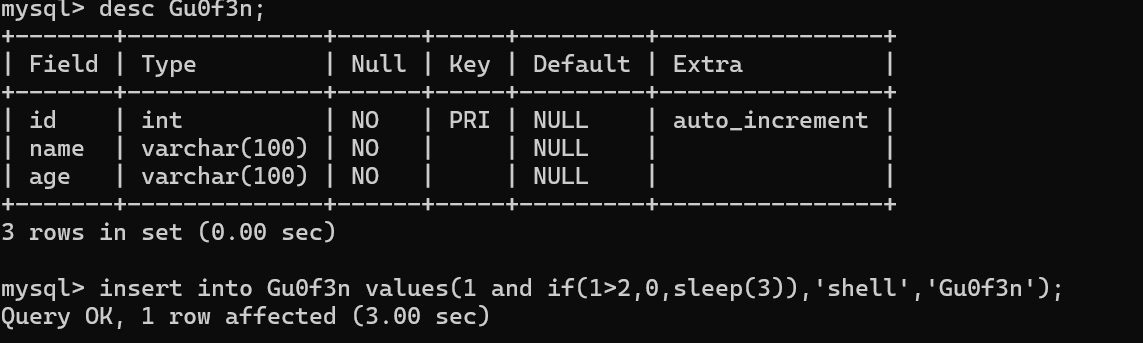 mysql> desc Gu0f3n;
+-------+--------------+------+-----+---------+----------------+
| Field | Type         | Null | Key | Default | Extra          |
+-------+--------------+------+-----+---------+----------------+
| id    | int          | NO   | PRI | NULL    | auto_increment |
| name  | varchar(100) | NO   |     | NULL    |                |
| age   | varchar(100) | NO   |     | NULL    |                |
+-------+--------------+------+-----+---------+----------------+
3 rows in set (0.00 sec)
mysql> insert into Gu0f3n values(1 and if(1>2,0,sleep(3)),'shell','Gu0f3n');
Query OK, 1 row affected (3.00 sec)